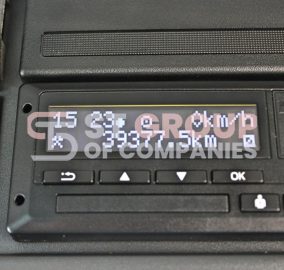 15 23 0km/h
GROUP
39377.5km
OF COMPANIES
OK